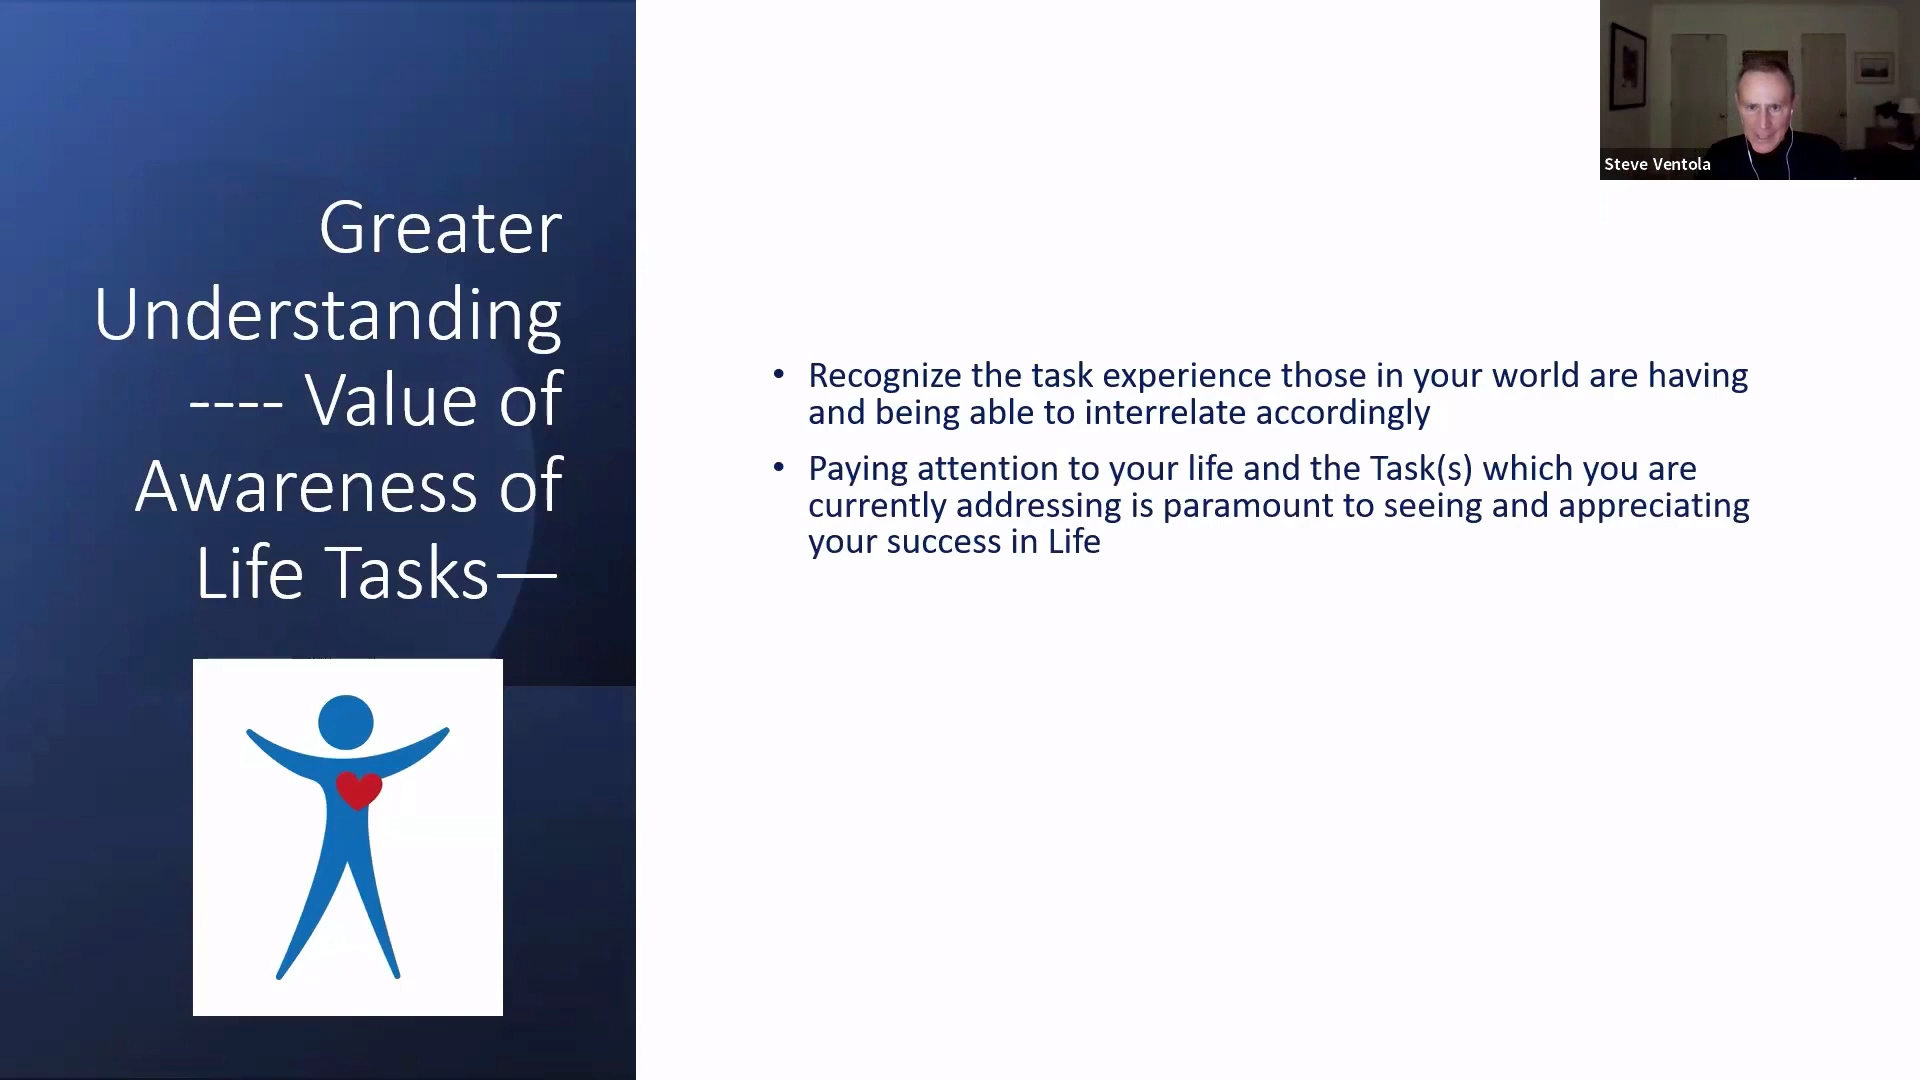 Greater
Understanding
---- Value of
Awareness of
Life Tasks—
• Recognize the task experience those in your world are having
and being able to interrelate accordingly
• Paying attention to your life and the Task(s) which you are
currently addressing is paramount to seeing and appreciating
your success in Life
Steve Ventola